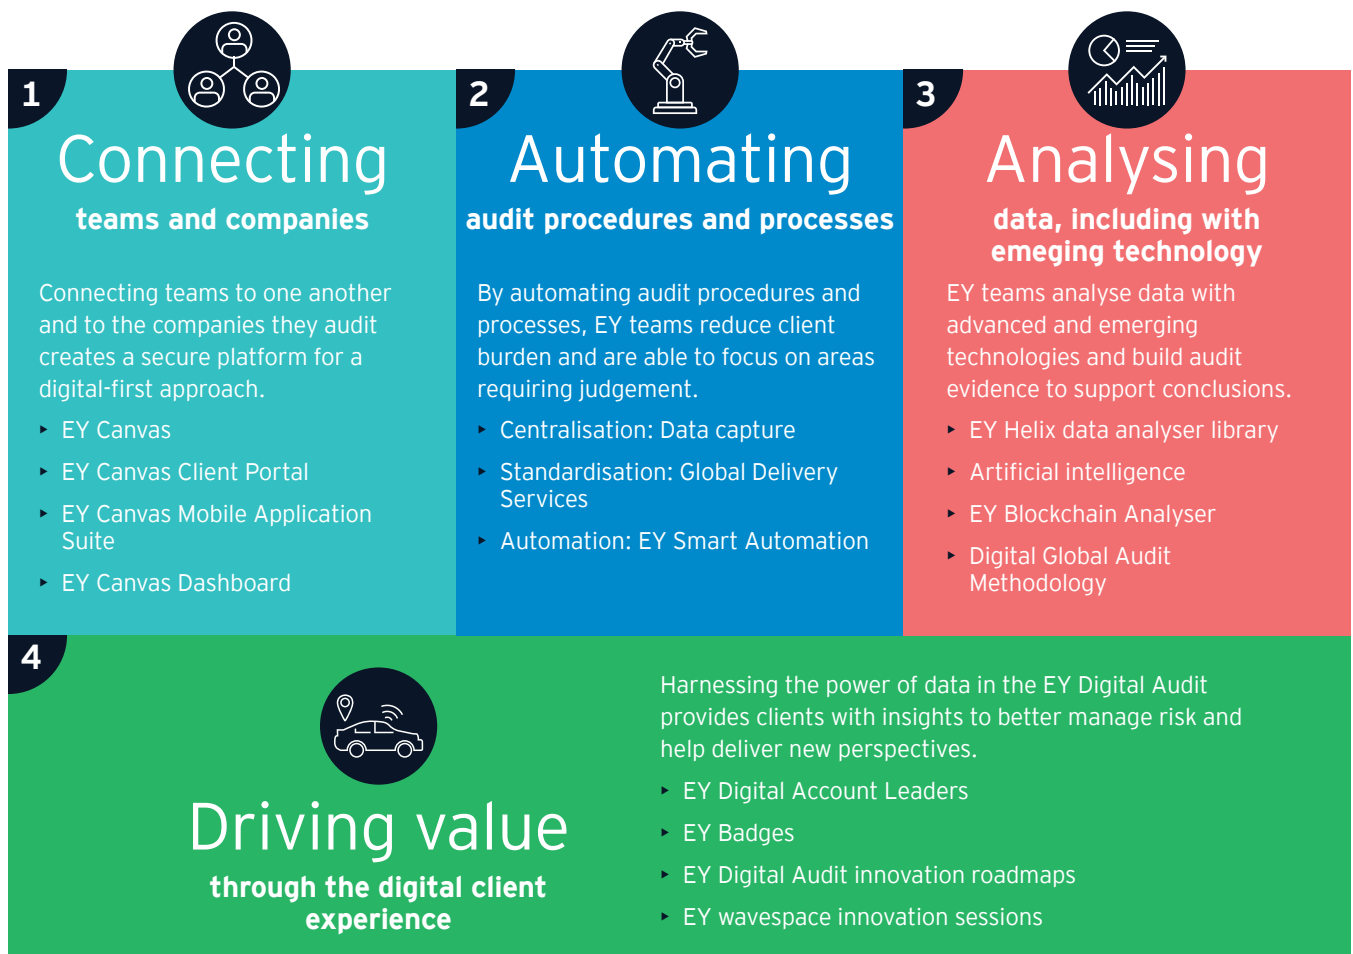 1
Connecting
teams and companies
Connecting teams to one another
and to the companies they audit
creates a secure platform for a
digital-first approach.
‣ EY Canvas
‣ EY Canvas Client Portal
‣ EY Canvas Mobile Application
Suite
‣ EY Canvas Dashboard
2
Automating
audit procedures and processes
By automating audit procedures and
processes, EY teams reduce client
burden and are able to focus on areas
requiring judgement.
‣ Centralisation: Data capture
‣ Standardisation: Global Delivery
Services
‣ Automation: EY Smart Automation
3
Analysing
data, including with
emeging technology
EY teams analyse data with
advanced and emerging
technologies and build audit
evidence to support conclusions.
‣ EY Helix data analyser library
‣ Artificial intelligence
‣ EY Blockchain Analyser
‣ Digital Global Audit
Methodology
4
Driving value
through the digital client
experience
Harnessing the power of data in the EY Digital Audit
provides clients with insights to better manage risk and
help deliver new perspectives.
‣ EY Digital Account Leaders
‣ EY Badges
‣ EY Digital Audit innovation roadmaps
‣ EY wavespace innovation sessions